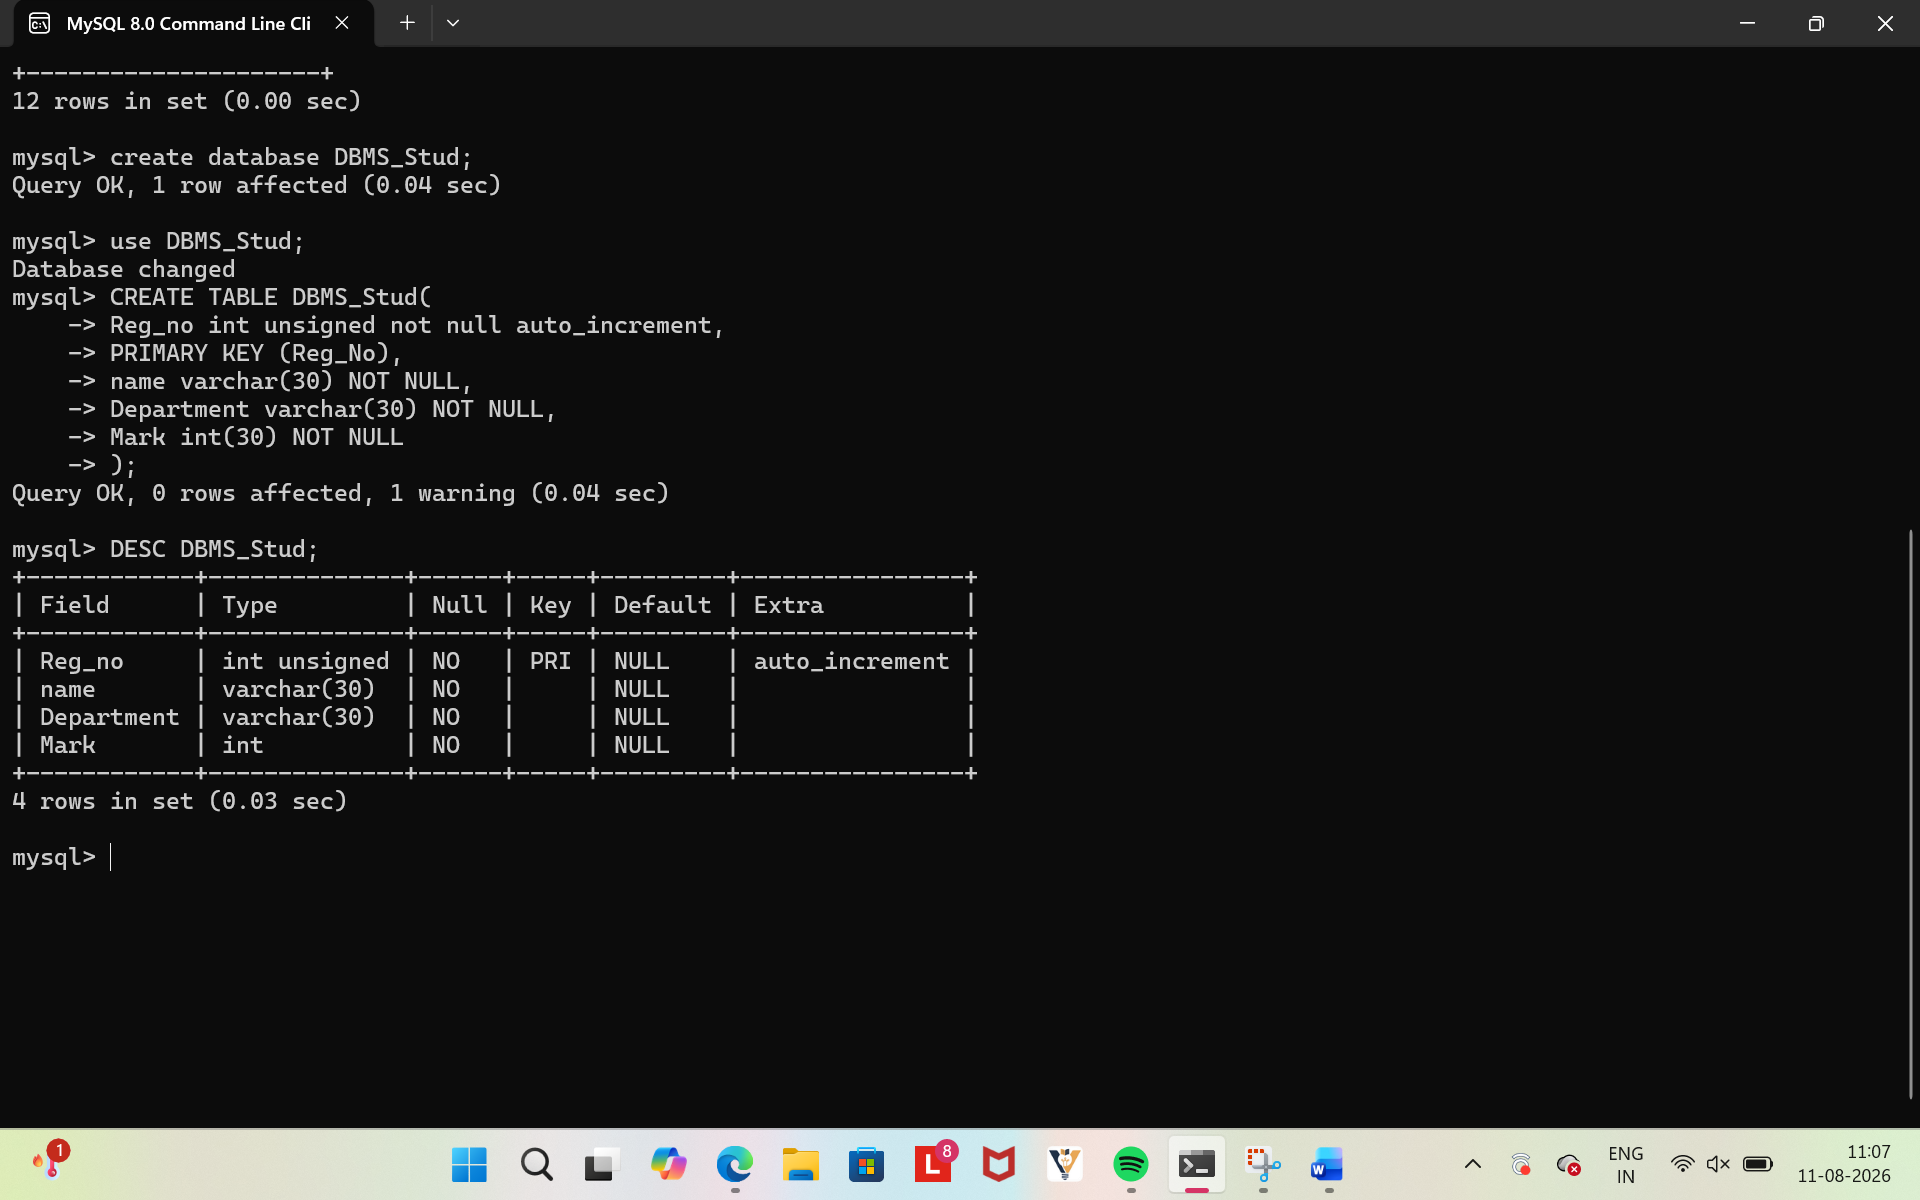 MySQL 8.0 Command Line Cli
+---------------------+
12 rows in set (0.00 sec)
mysql> create database DBMS_Stud;
Query OK, 1 row affected (0.04 sec)
mysql> use DBMS_Stud;
Database changed
mysql> CREATE TABLE DBMS_Stud(
    -> Reg_no int unsigned not null auto_increment,
    -> PRIMARY KEY (Reg_No),
    -> name varchar(30) NOT NULL,
    -> Department varchar(30) NOT NULL,
    -> Mark int(30) NOT NULL
    -> );
Query OK, 0 rows affected, 1 warning (0.04 sec)
mysql> DESC DBMS_Stud;
+------------+--------------+------+-----+---------+----------------+
| Field      | Type         | Null | Key | Default | Extra          |
+------------+--------------+------+-----+---------+----------------+
| Reg_no     | int unsigned | NO   | PRI | NULL    | auto_increment |
| name       | varchar(30)  | NO   |     | NULL    |                |
| Department | varchar(30)  | NO   |     | NULL    |                |
| Mark       | int          | NO   |     | NULL    |                |
+------------+--------------+------+-----+---------+----------------+
4 rows in set (0.03 sec)
mysql>
1
L 8
W
ENG
IN
11:07
11-08-2026